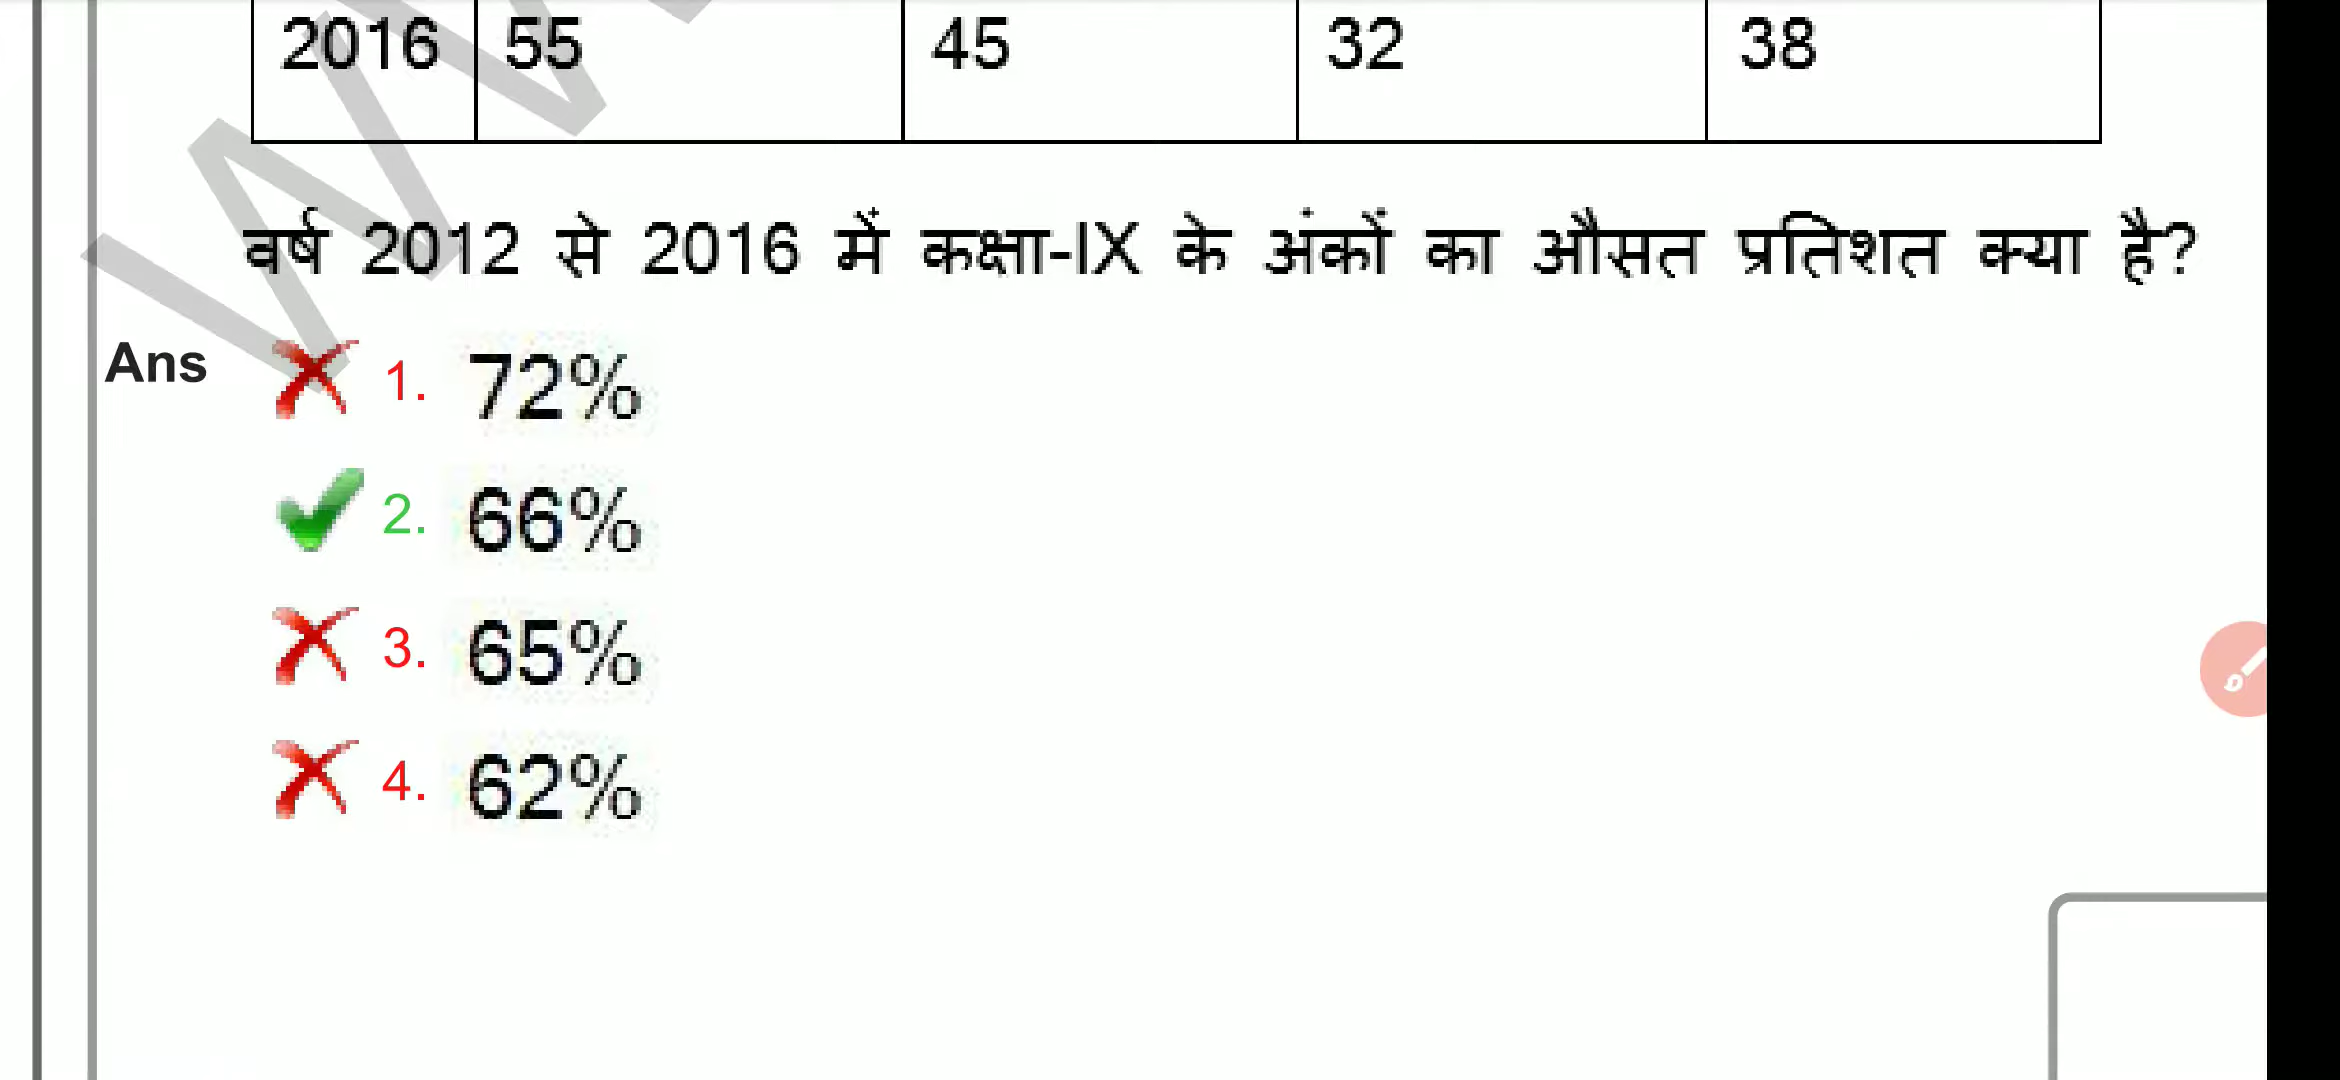 2016 55 45 32 38
वर्ष 2012 से 2016 में कक्षा-IX के अंकों का औसत प्रतिशत क्या है?
Ans 1. 72%
2. 66%
3. 65%
4. 62%